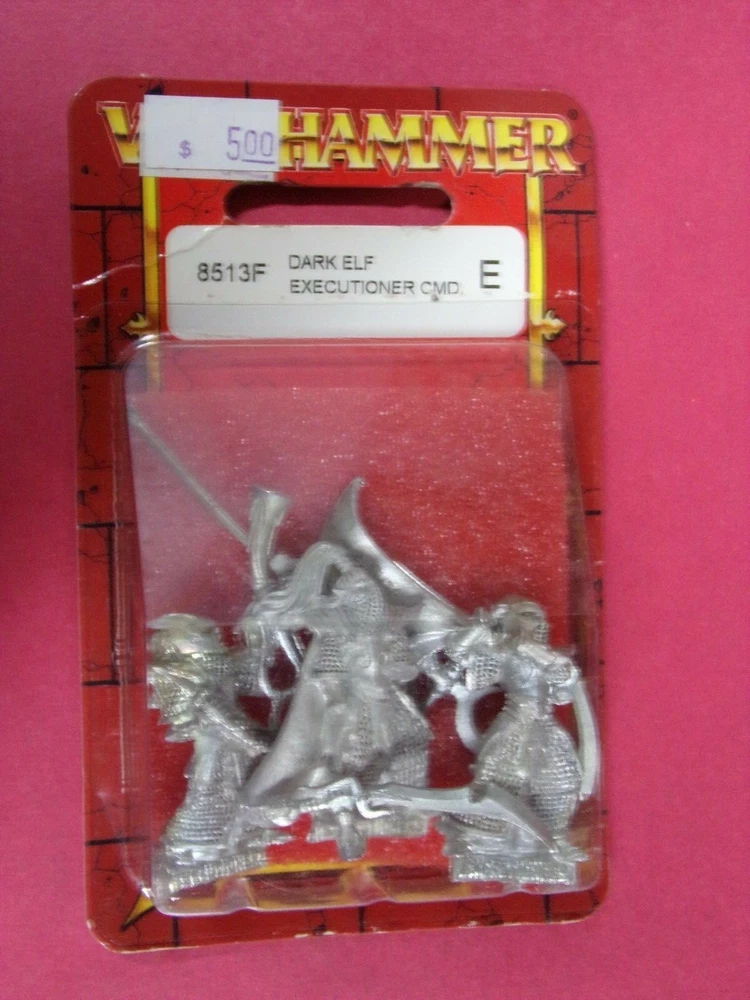 W HAMMER®
$ 500
8513F DARK ELF E
EXECUTIONER CMD.